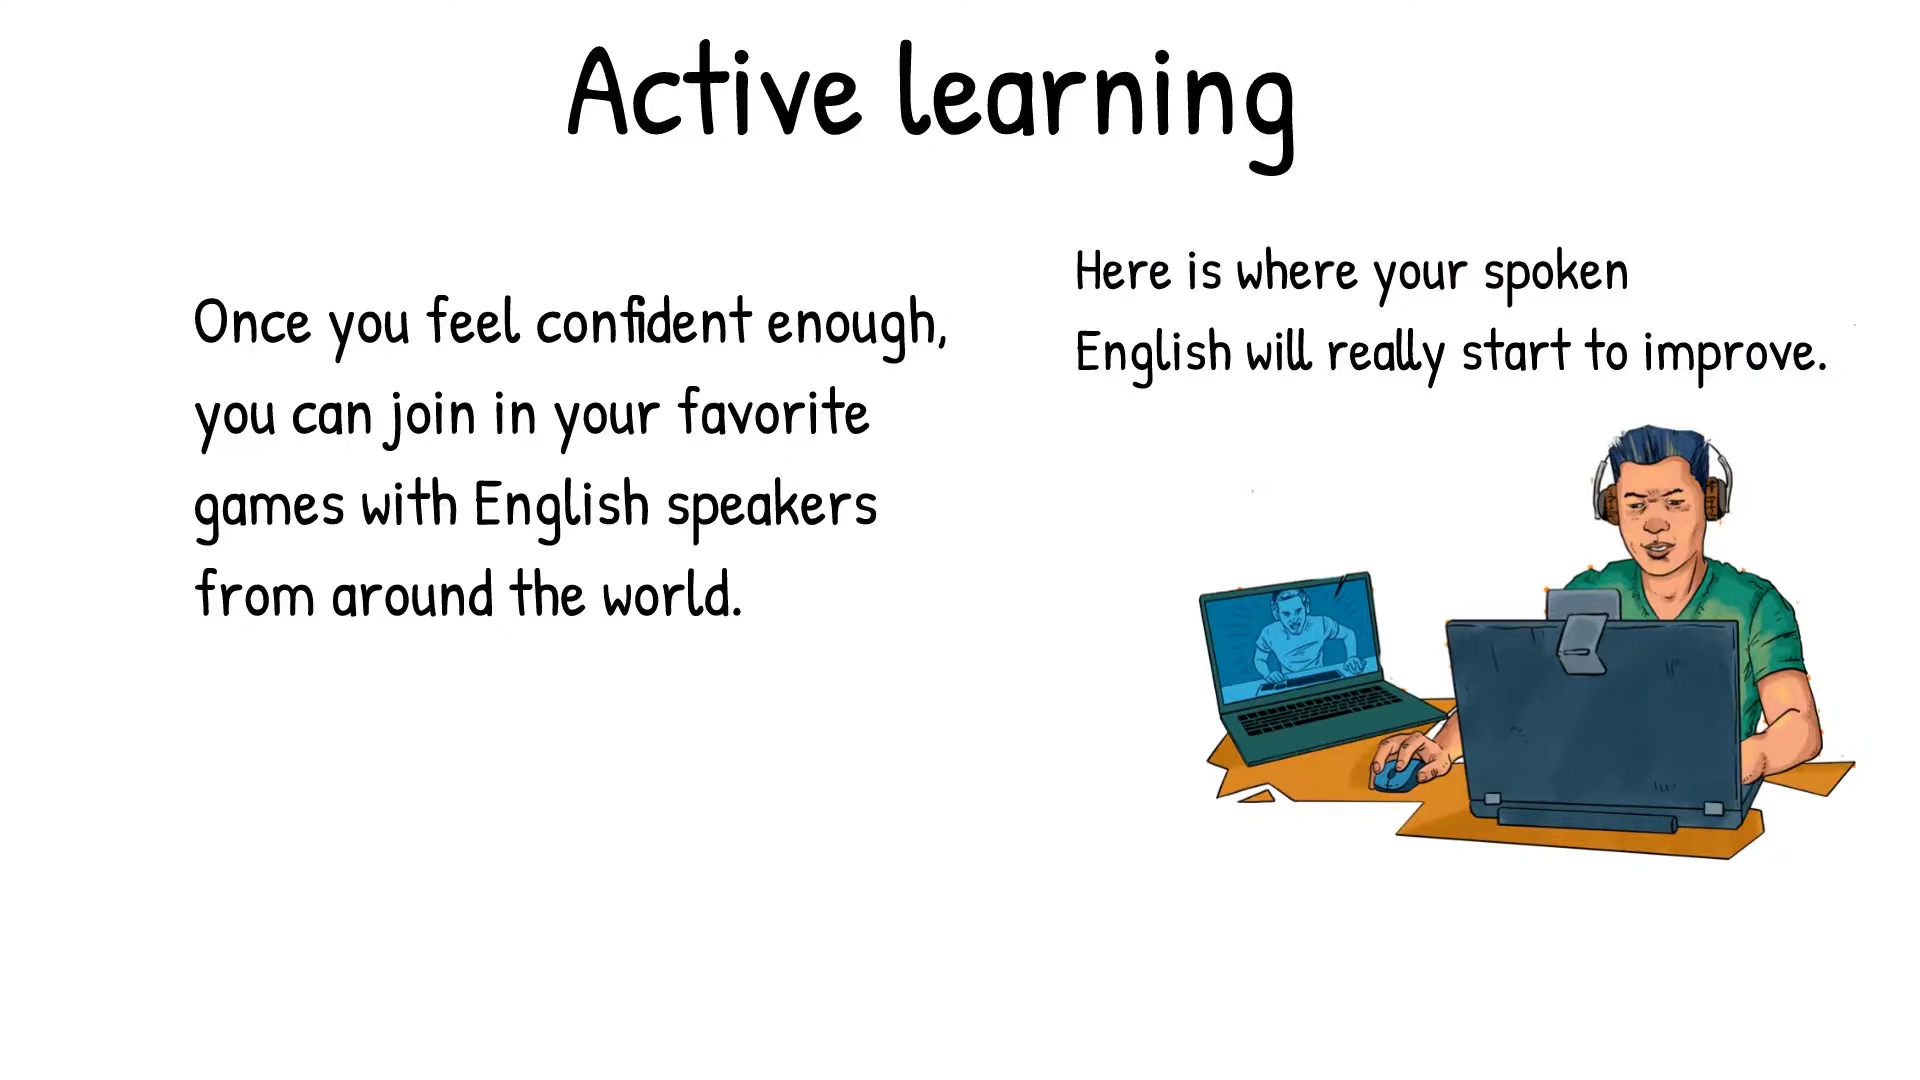 Active learning
Once you feel confident enough,
you can join in your favorite
games with English speakers
from around the world.
Here is where your spoken
English will really start to improve.